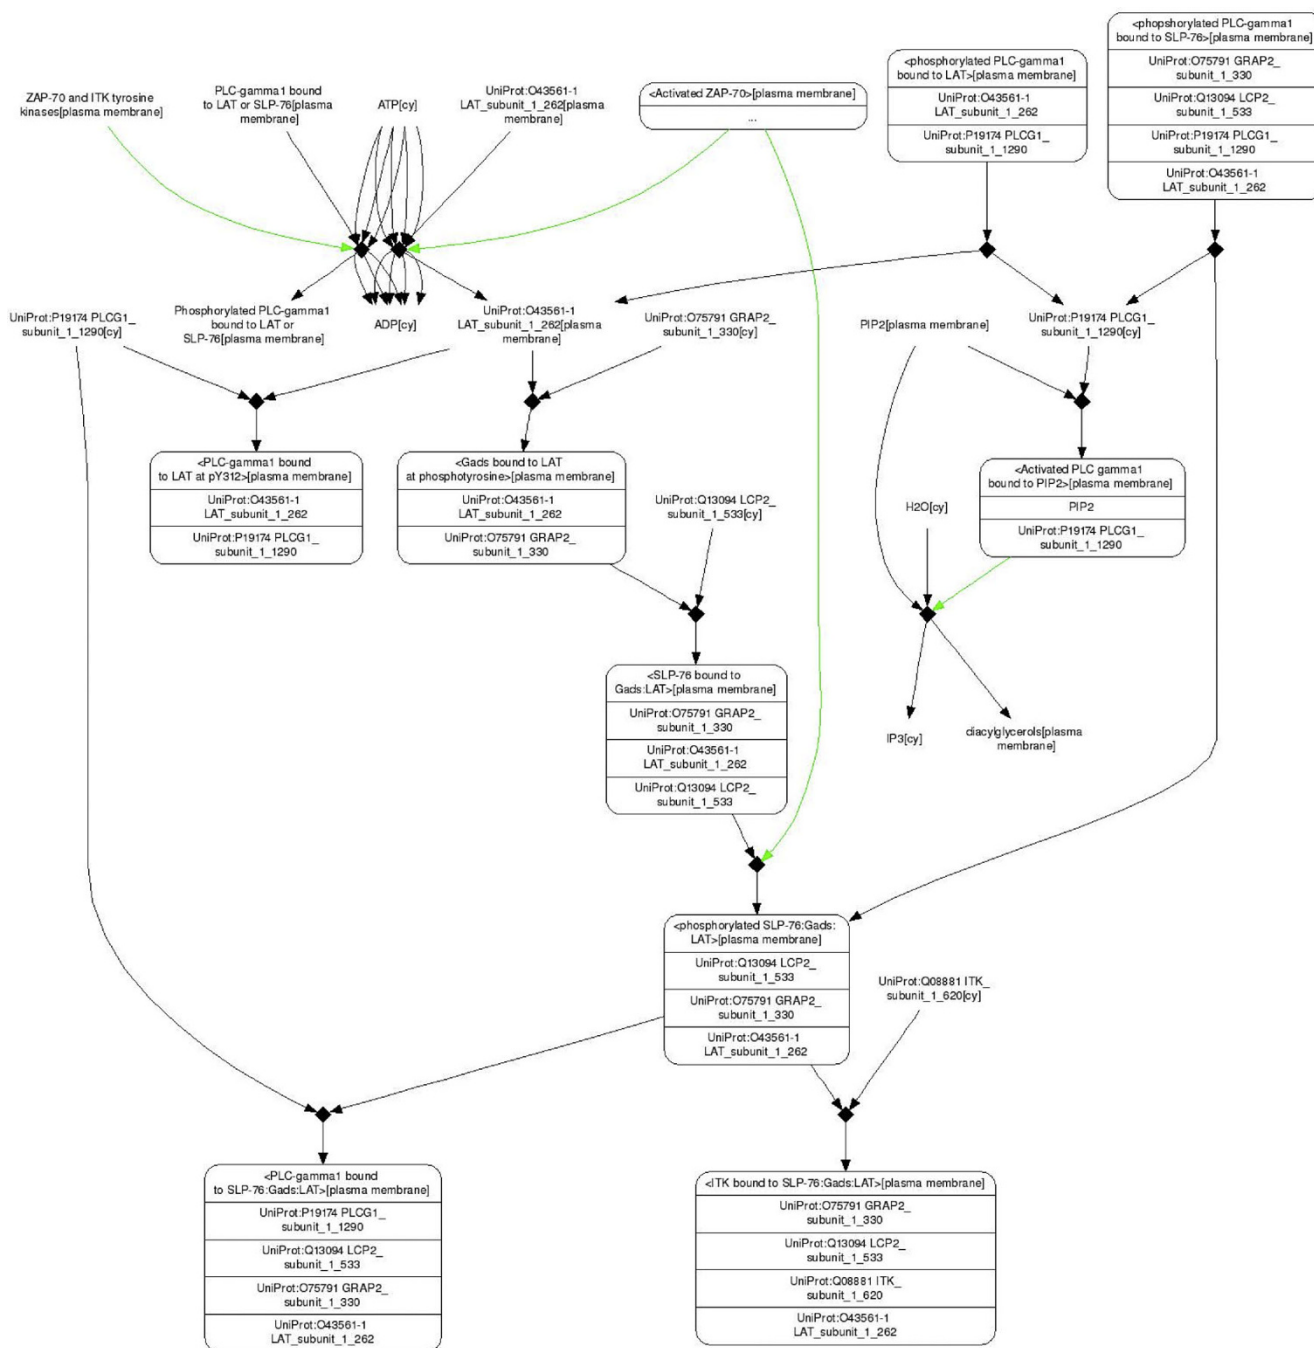 <phopshorylated PLC-gamma1
bound to SLP-76>[plasma membrane]
UniProt:O75791 GRAP2_
subunit_1_330
UniProt:Q13094 LCP2_
subunit_1_533
UniProt:P19174 PLCG1_
subunit_1_1290
UniProt:O43561-1
LAT_subunit_1_262
<phosphorylated PLC-gamma1
bound to LAT>[plasma membrane]
UniProt:O43561-1
LAT_subunit_1_262
UniProt:P19174 PLCG1_
subunit_1_1290
ZAP-70 and ITK tyrosine
kinases[plasma membrane]
PLC-gamma1 bound
to LAT or SLP-76[plasma
membrane]
ATP[cy]
UniProt:O43561-1
LAT_subunit_1_262[plasma
membrane]
<Activated ZAP-70>[plasma membrane]
...
UniProt:P19174 PLCG1_
subunit_1_1290[cy]
Phosphorylated PLC-gamma1
bound to LAT or
SLP-76[plasma membrane]
ADP[cy]
UniProt:O43561-1
LAT_subunit_1_262[plasma
membrane]
UniProt:O75791 GRAP2_
subunit_1_330[cy]
PIP2[plasma membrane]
UniProt:P19174 PLCG1_
subunit_1_1290[cy]
<PLC-gamma1 bound
to LAT at pY312>[plasma membrane]
UniProt:O43561-1
LAT_subunit_1_262
UniProt:P19174 PLCG1_
subunit_1_1290
<Gads bound to LAT
at phosphotyrosine>[plasma membrane]
UniProt:O43561-1
LAT_subunit_1_262
UniProt:O75791 GRAP2_
subunit_1_330
UniProt:Q13094 LCP2_
subunit_1_533[cy]
H2O[cy]
<Activated PLC gamma1
bound to PIP2>[plasma membrane]
PIP2
UniProt:P19174 PLCG1_
subunit_1_1290
<SLP-76 bound to
Gads:LAT>[plasma membrane]
UniProt:O75791 GRAP2_
subunit_1_330
UniProt:O43561-1
LAT_subunit_1_262
UniProt:Q13094 LCP2_
subunit_1_533
IP3[cy]
diacylglycerols[plasma
membrane]
<phosphorylated SLP-76:Gads:
LAT>[plasma membrane]
UniProt:Q13094 LCP2_
subunit_1_533
UniProt:O75791 GRAP2_
subunit_1_330
UniProt:O43561-1
LAT_subunit_1_262
UniProt:Q08881 ITK_
subunit_1_620[cy]
<PLC-gamma1 bound
to SLP-76:Gads:LAT>[plasma membrane]
UniProt:P19174 PLCG1_
subunit_1_1290
UniProt:Q13094 LCP2_
subunit_1_533
UniProt:O75791 GRAP2_
subunit_1_330
UniProt:O43561-1
LAT_subunit_1_262
<ITK bound to SLP-76:Gads:LAT>[plasma membrane]
UniProt:O75791 GRAP2_
subunit_1_330
UniProt:Q13094 LCP2_
subunit_1_533
UniProt:Q08881 ITK_
subunit_1_620
UniProt:O43561-1
LAT_subunit_1_262